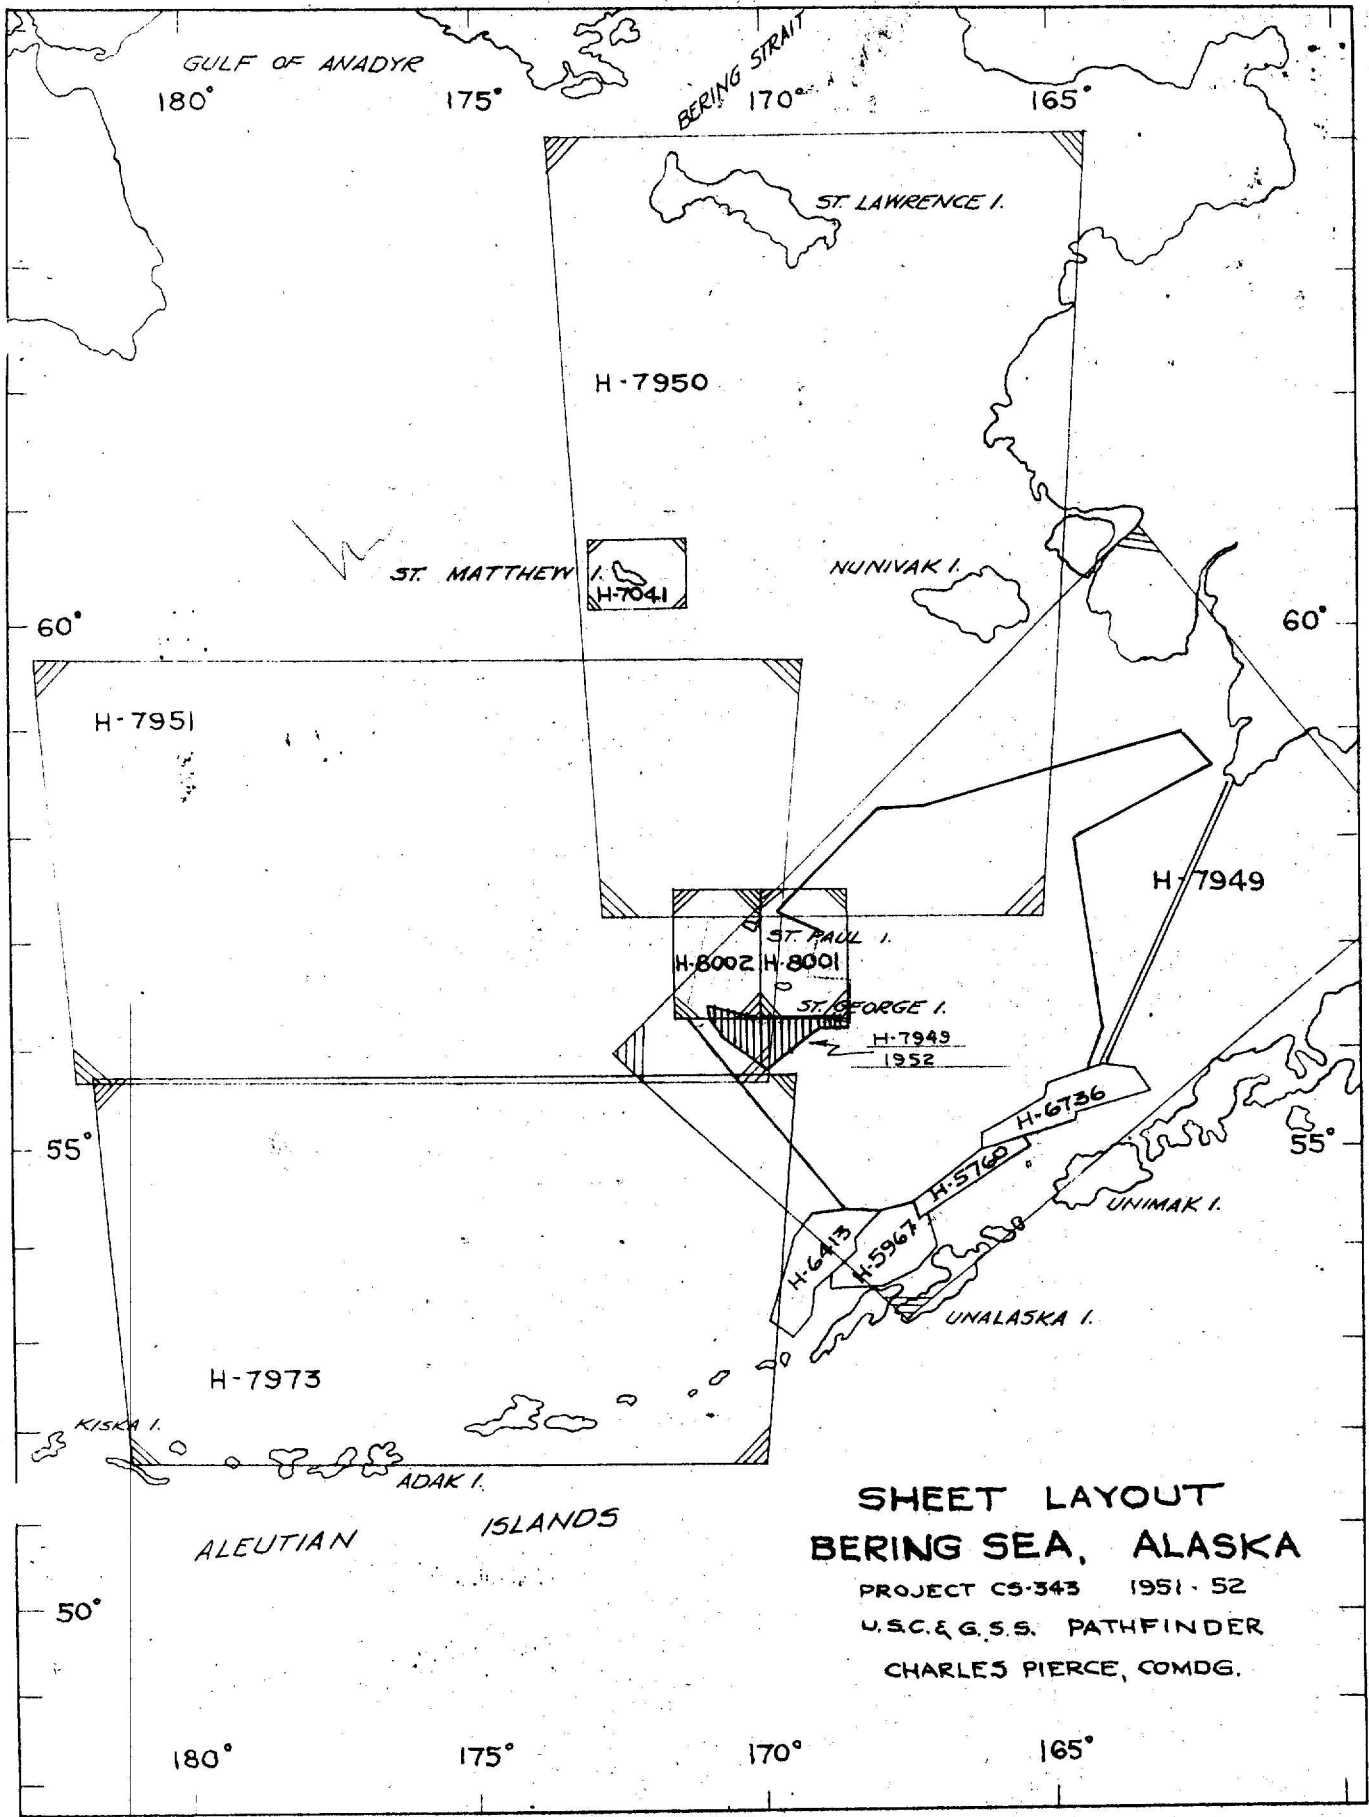 GULF OF ANADYR
BERING STRAIT
180° 175° 170° 165°
ST. LAWRENCE I.
H-7950
ST. MATTHEW I.
H-7041
NUNIVAK I.
60° 60°
H-7951
H-7949
ST. PAUL I.
H-8002 H-8001
ST. GEORGE I.
H-7949
1952
H-6736
55° 55°
H-5760
UNIMAK I.
H-6413
H-5967
UNALASKA I.
H-7973
KISKA I.
ADAK I.
ALEUTIAN ISLANDS
SHEET LAYOUT
BERING SEA, ALASKA
PROJECT CS-343 1951-52
50°
U.S.C.& G.S.S. PATHFINDER
CHARLES PIERCE, COMDG.
180° 175° 170° 165°